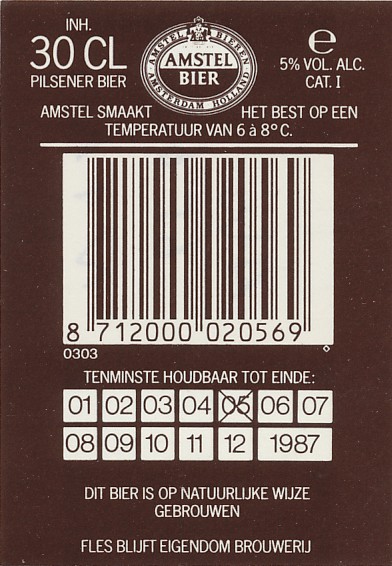 INH.
30 CL
PILSENER BIER
AMSTEL BIEREN
AMSTEL
BIER
AMSTERDAM HOLLAND
℮
5% VOL. ALC.
CAT. I
AMSTEL SMAAKT HET BEST OP EEN
TEMPERATUUR VAN 6 à 8° C.
8 712000 020569
0303
TENMINSTE HOUDBAAR TOT EINDE:
01 02 03 04 05 06 07
08 09 10 11 12 1987
DIT BIER IS OP NATUURLIJKE WIJZE
GEBROUWEN
FLES BLIJFT EIGENDOM BROUWERIJ